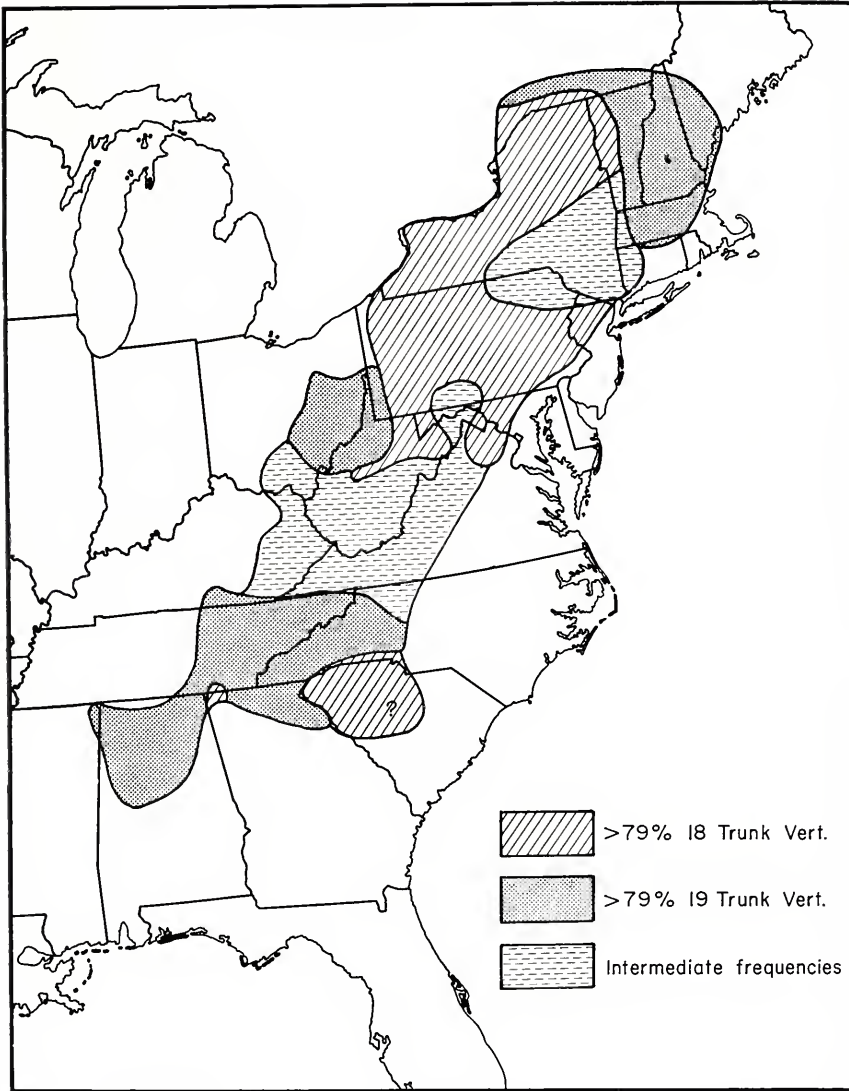 ?
>79% 18 Trunk Vert.
>79% 19 Trunk Vert.
Intermediate frequencies